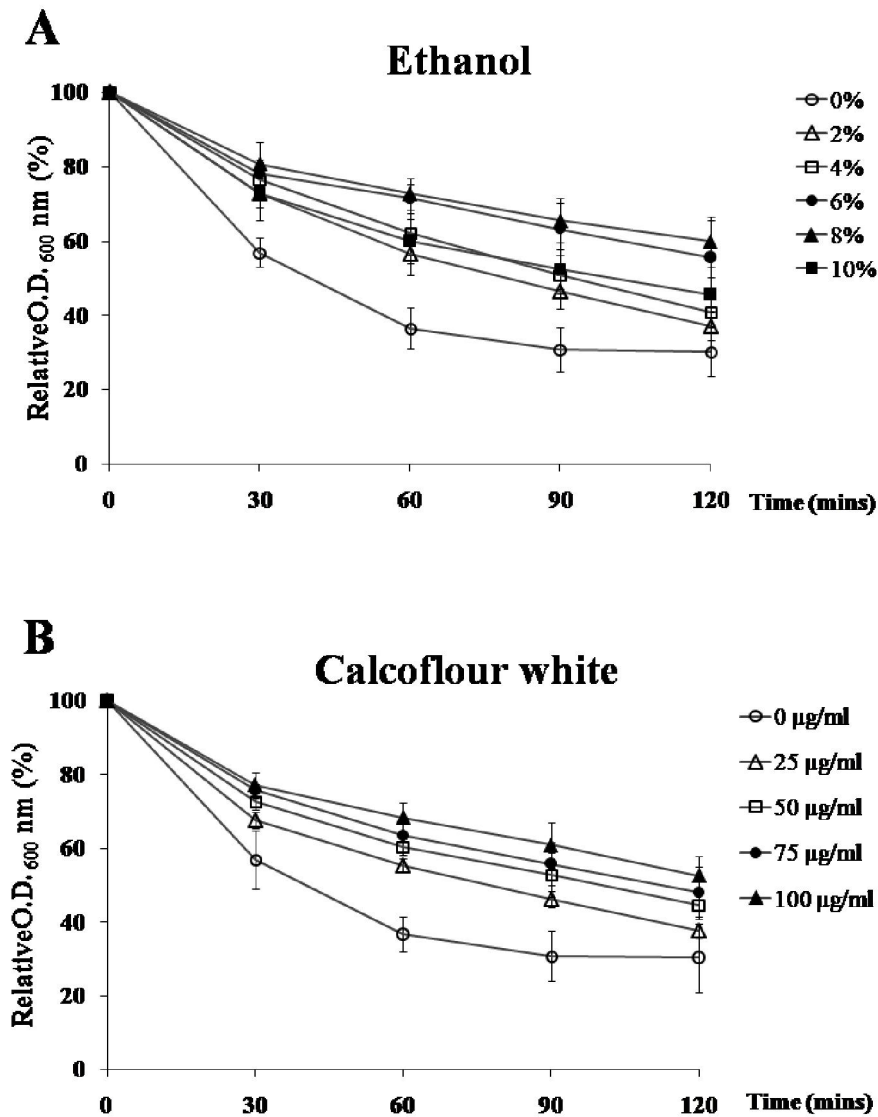 A
Ethanol
RelativeO.D.600 nm (%)
100
80
60
40
20
0
0 30 60 90 120
Time (mins)
0%
2%
4%
6%
8%
10%
B
Calcoflour white
RelativeO.D.600 nm (%)
100
80
60
40
20
0
0 30 60 90 120
Time (mins)
0 µg/ml
25 µg/ml
50 µg/ml
75 µg/ml
100 µg/ml